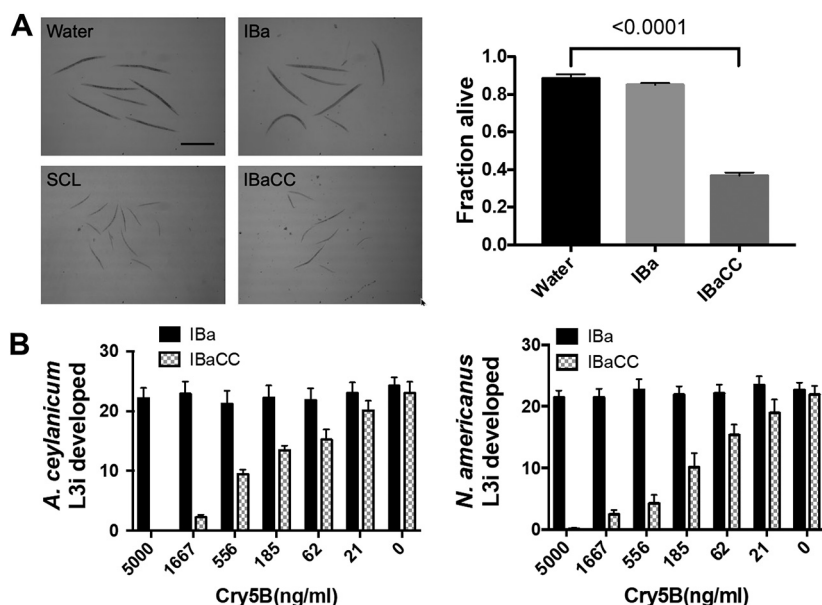 A
Water
IBa
SCL
IBaCC
<0.0001
Fraction alive
1.0
0.8
0.6
0.4
0.2
0.0
Water
IBa
IBaCC
B
IBa
IBaCC
A. ceylanicum
L3i developed
30
20
10
0
5000
1667
556
185
62
21
0
Cry5B(ng/ml)
IBa
IBaCC
N. americanus
L3i developed
30
20
10
0
5000
1667
556
185
62
21
0
Cry5B(ng/ml)